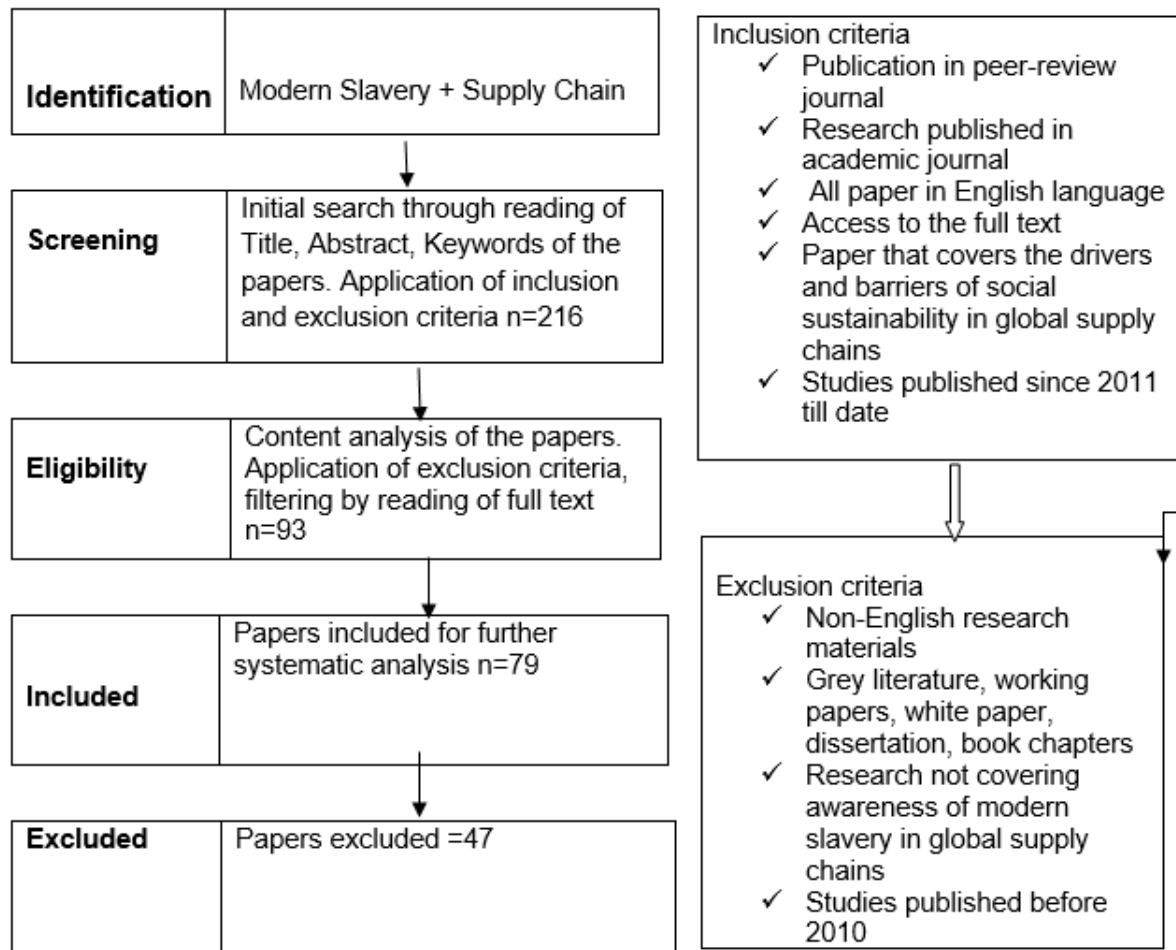 Identification
Modern Slavery + Supply Chain
Screening
Initial search through reading of
Title, Abstract, Keywords of the
papers. Application of inclusion
and exclusion criteria n=216
Eligibility
Content analysis of the papers.
Application of exclusion criteria,
filtering by reading of full text
n=93
Included
Papers included for further
systematic analysis n=79
Excluded
Papers excluded =47
Inclusion criteria
✓ Publication in peer-review
journal
✓ Research published in
academic journal
✓ All paper in English language
✓ Access to the full text
✓ Paper that covers the drivers
and barriers of social
sustainability in global supply
chains
✓ Studies published since 2011
till date
Exclusion criteria
✓ Non-English research
materials
✓ Grey literature, working
papers, white paper,
dissertation, book chapters
✓ Research not covering
awareness of modern
slavery in global supply
chains
✓ Studies published before
2010